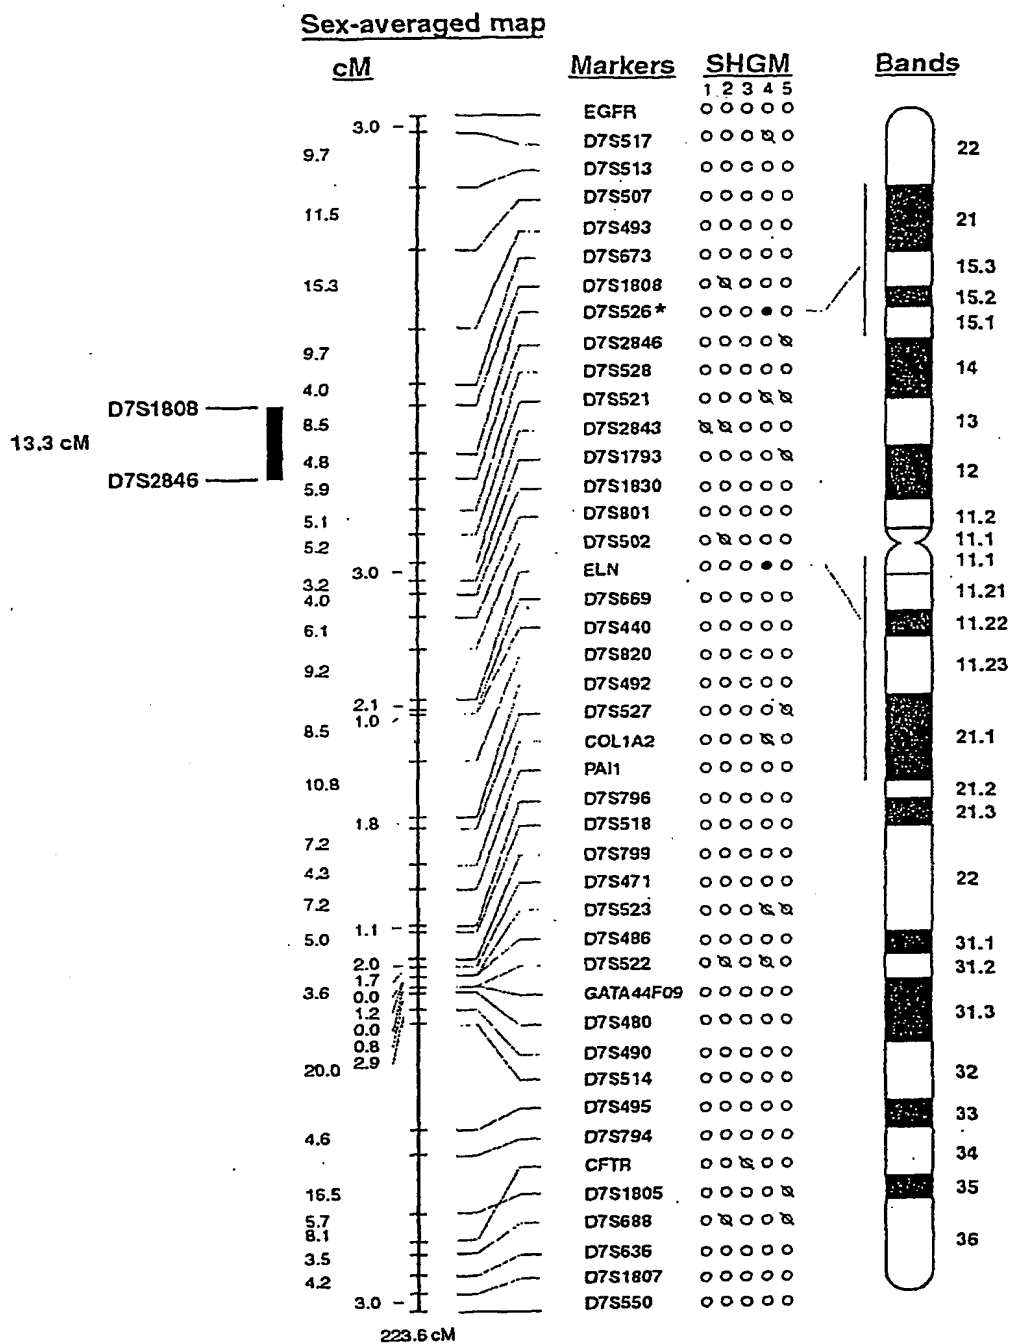 Sex-averaged map
cM Markers SHGM Bands
1 2 3 4 5
EGFR
D7S517
D7S513
D7S507
D7S493
D7S673
D7S1808
D7S526*
D7S2846
D7S528
D7S521
D7S2843
D7S1793
D7S1830
D7S801
D7S502
ELN
D7S669
D7S440
D7S820
D7S492
D7S527
COL1A2
PAI1
D7S796
D7S518
D7S799
D7S471
D7S523
D7S486
D7S522
GATA44F09
D7S480
D7S490
D7S514
D7S495
D7S794
CFTR
D7S1805
D7S688
D7S636
D7S1807
D7S550
3.0
9.7
11.5
15.3
9.7
4.0
8.5
4.8
5.9
5.1
5.2
3.0
3.2
4.0
6.1
9.2
2.1
1.0
8.5
10.8
1.8
7.2
4.3
7.2
1.1
5.0
2.0
1.7
3.6
0.0
1.2
0.0
0.8
2.9
20.0
4.6
16.5
5.7
8.1
3.5
4.2
3.0
223.6 cM
D7S1808
13.3 cM
D7S2846
22
21
15.3
15.2
15.1
14
13
12
11.2
11.1
11.1
11.21
11.22
11.23
21.1
21.2
21.3
22
31.1
31.2
31.3
32
33
34
35
36